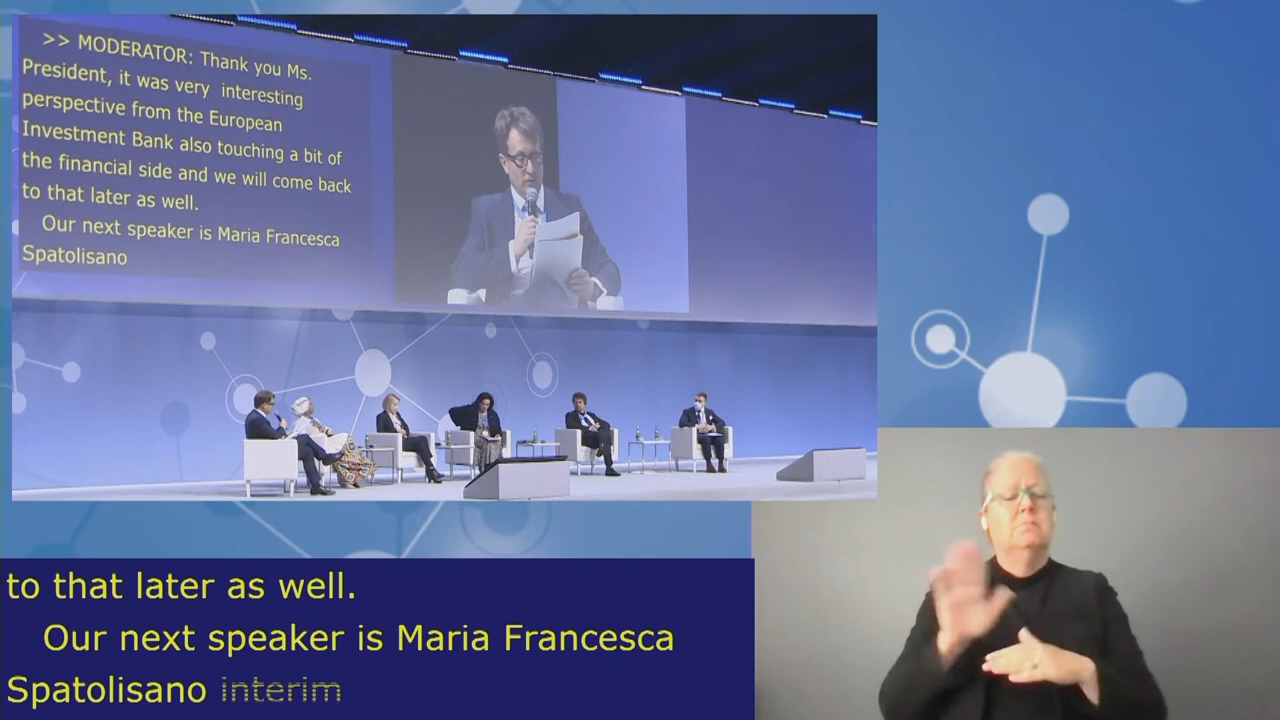 >> MODERATOR: Thank you Ms.
President, it was very interesting
perspective from the European
Investment Bank also touching a bit of
the financial side and we will come back
to that later as well.
Our next speaker is Maria Francesca
Spatolisano
to that later as well.
Our next speaker is Maria Francesca
Spatolisano interim